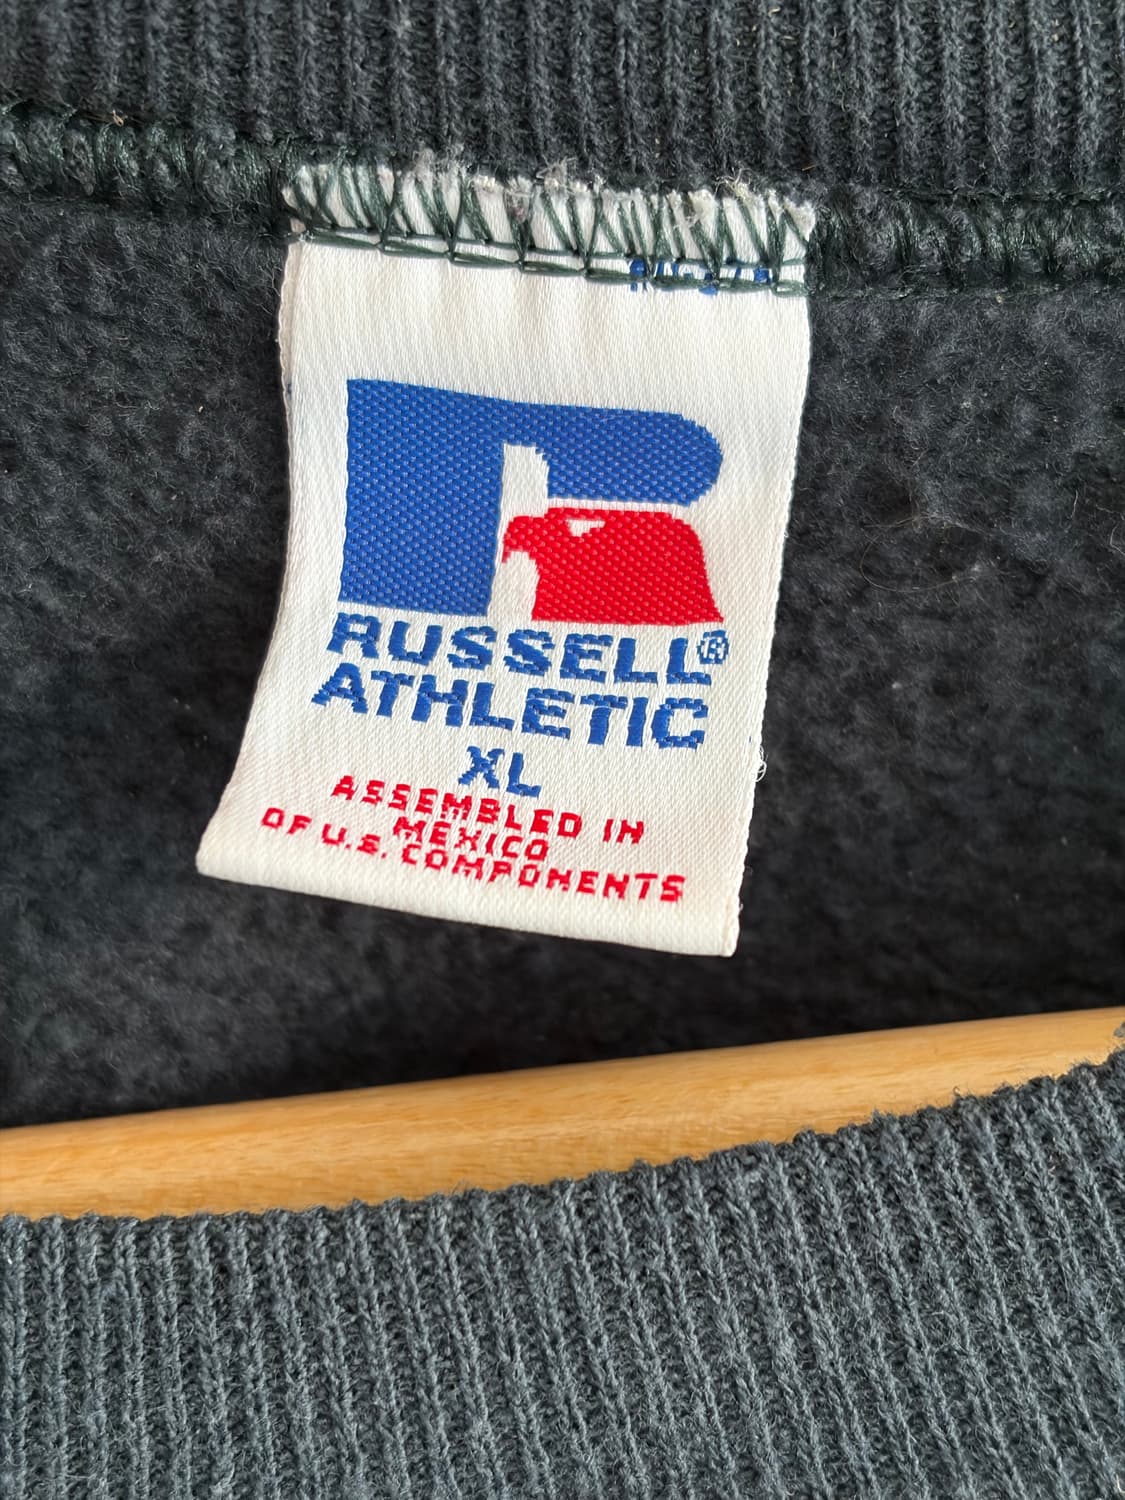 RUSSELL®
ATHLETIC
XL
ASSEMBLED IN
MEXICO
OF U.S. COMPONENTS